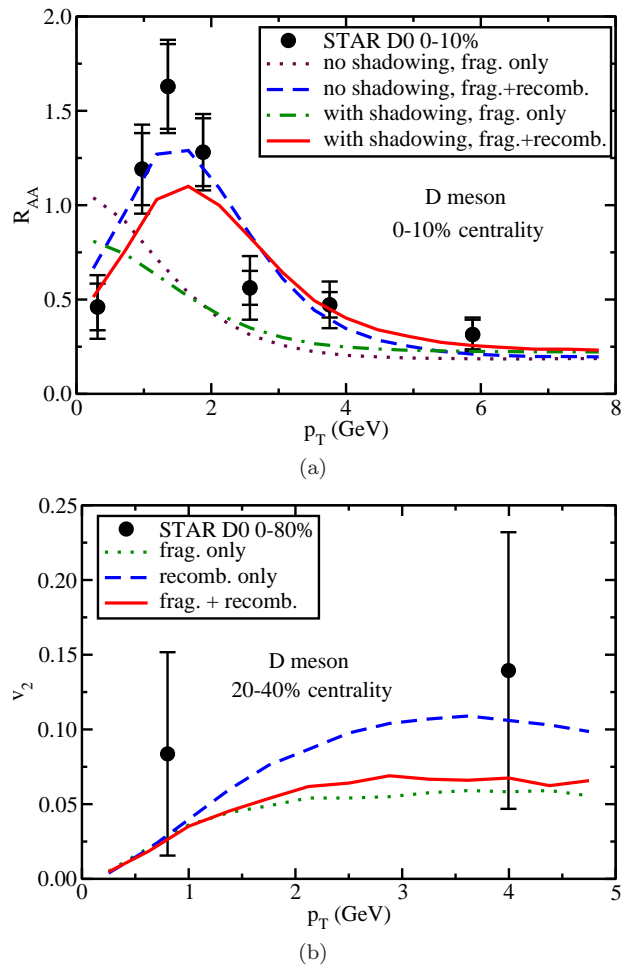 R_AA
2.0
1.5
1.0
0.5
0.0
STAR D0 0-10%
no shadowing, frag. only
no shadowing, frag.+recomb.
with shadowing, frag. only
with shadowing, frag.+recomb.
D meson
0-10% centrality
0 2 4 6 8
p_T (GeV)
(a)
v_2
0.25
0.20
0.15
0.10
0.05
0.00
STAR D0 0-80%
frag. only
recomb. only
frag. + recomb.
D meson
20-40% centrality
0 1 2 3 4 5
p_T (GeV)
(b)